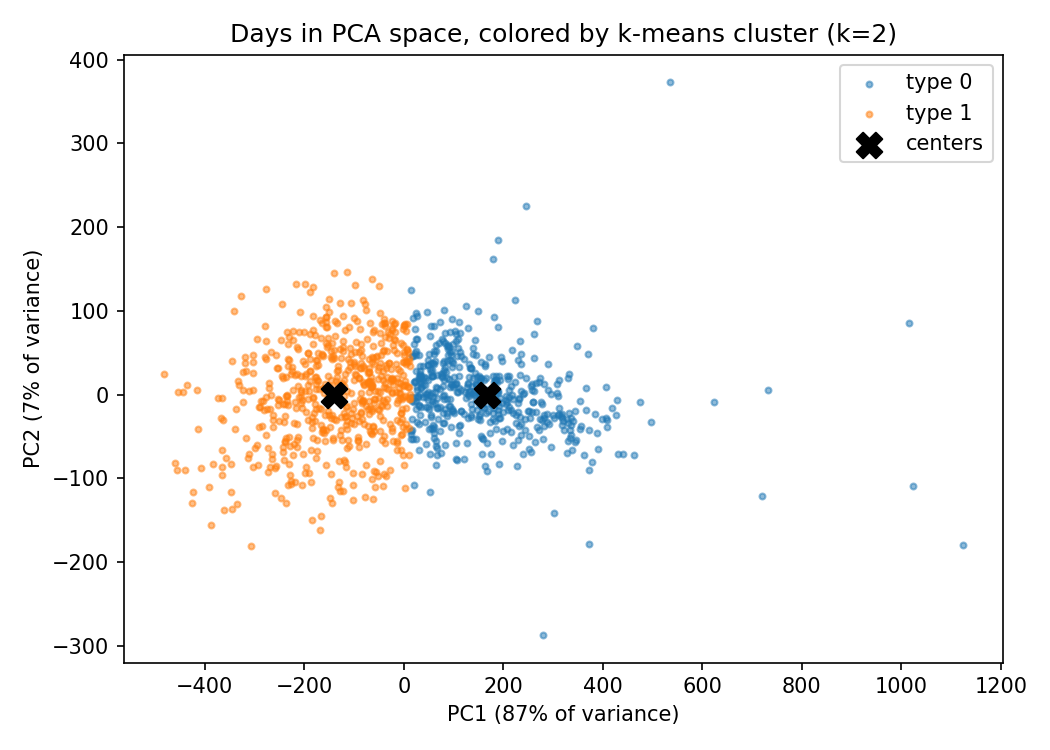 Days in PCA space, colored by k-means cluster (k=2)
type 0
type 1
centers
PC2 (7% of variance)
400
300
200
100
0
−100
−200
−300
−400 −200 0 200 400 600 800 1000 1200
PC1 (87% of variance)